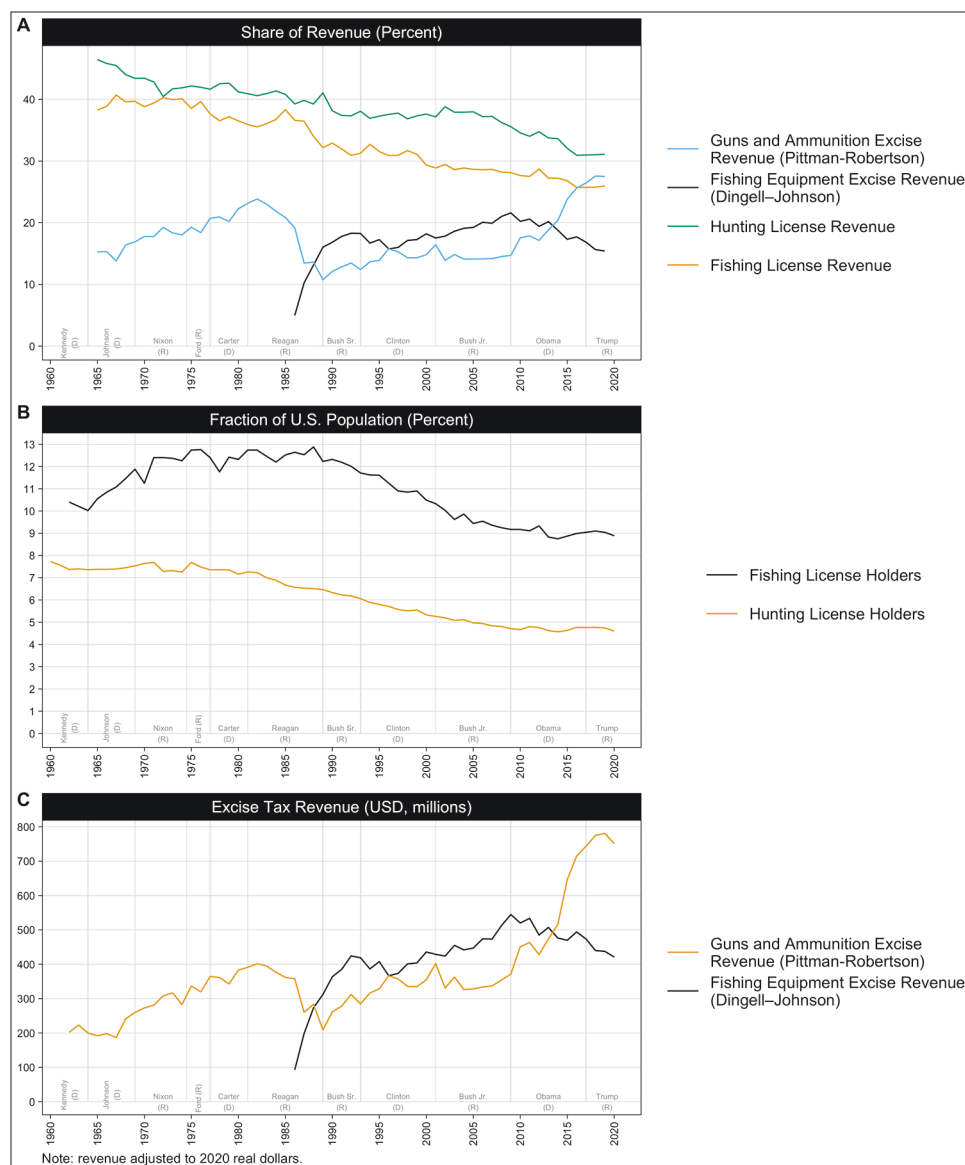 A
Share of Revenue (Percent)
40
30
20
10
0
Kennedy
(D)
Johnson
(D)
Nixon
(R)
Ford (R)
Carter
(D)
Reagan
(R)
Bush Sr.
(R)
Clinton
(D)
Bush Jr.
(R)
Obama
(D)
Trump
(R)
1960
1965
1970
1975
1980
1985
1990
1995
2000
2005
2010
2015
2020
Guns and Ammunition Excise
Revenue (Pittman-Robertson)
Fishing Equipment Excise Revenue
(Dingell–Johnson)
Hunting License Revenue
Fishing License Revenue
B
Fraction of U.S. Population (Percent)
13
12
11
10
9
8
7
6
5
4
3
2
1
0
Kennedy
(D)
Johnson
(D)
Nixon
(R)
Ford (R)
Carter
(D)
Reagan
(R)
Bush Sr.
(R)
Clinton
(D)
Bush Jr.
(R)
Obama
(D)
Trump
(R)
1960
1965
1970
1975
1980
1985
1990
1995
2000
2005
2010
2015
2020
Fishing License Holders
Hunting License Holders
C
Excise Tax Revenue (USD, millions)
800
700
600
500
400
300
200
100
0
Kennedy
(D)
Johnson
(D)
Nixon
(R)
Ford (R)
Carter
(D)
Reagan
(R)
Bush Sr.
(R)
Clinton
(D)
Bush Jr.
(R)
Obama
(D)
Trump
(R)
1960
1965
1970
1975
1980
1985
1990
1995
2000
2005
2010
2015
2020
Guns and Ammunition Excise
Revenue (Pittman-Robertson)
Fishing Equipment Excise Revenue
(Dingell–Johnson)
Note: revenue adjusted to 2020 real dollars.